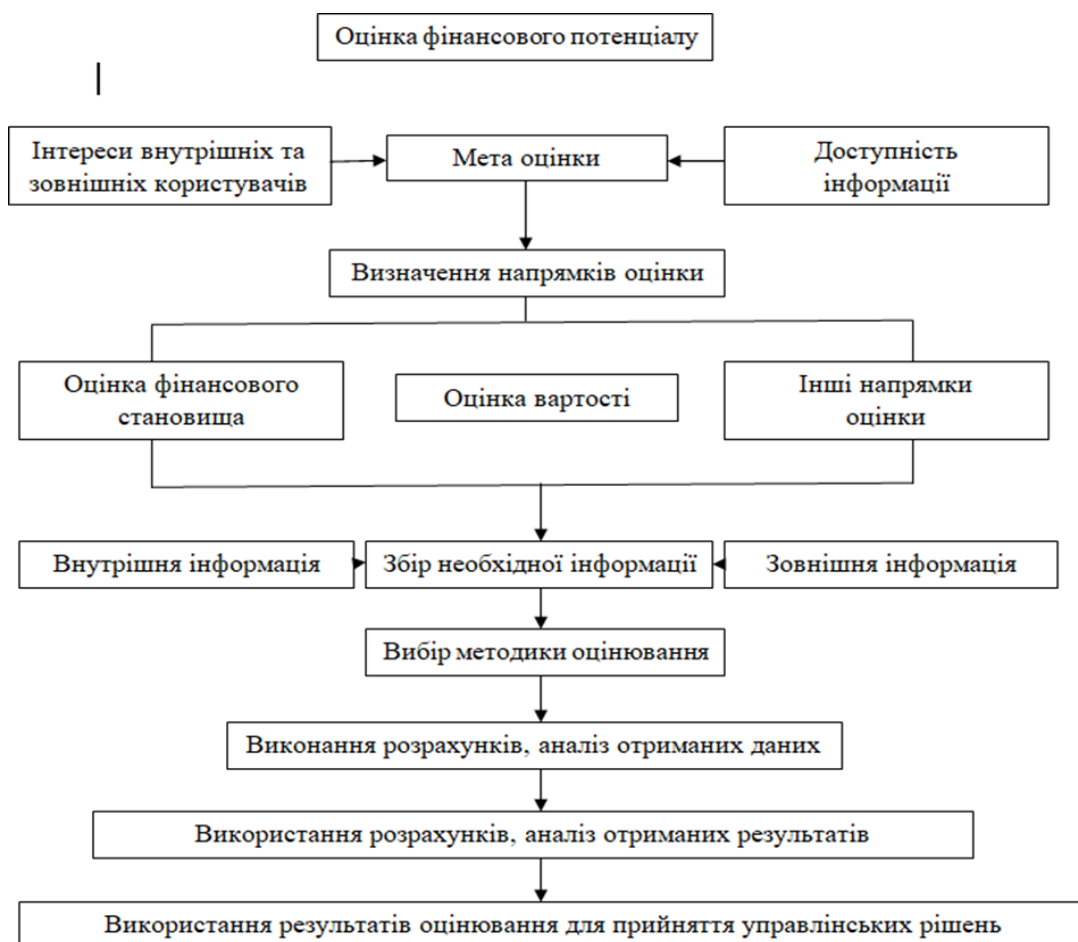 Оцінка фінансового потенціалу
Інтереси внутрішніх та
зовнішніх користувачів
Мета оцінки
Доступність
інформації
Визначення напрямків оцінки
Оцінка фінансового
становища
Оцінка вартості
Інші напрямки
оцінки
Внутрішня інформація
Збір необхідної інформації
Зовнішня інформація
Вибір методики оцінювання
Виконання розрахунків, аналіз отриманих даних
Використання розрахунків, аналіз отриманих результатів
Використання результатів оцінювання для прийняття управлінських рішень